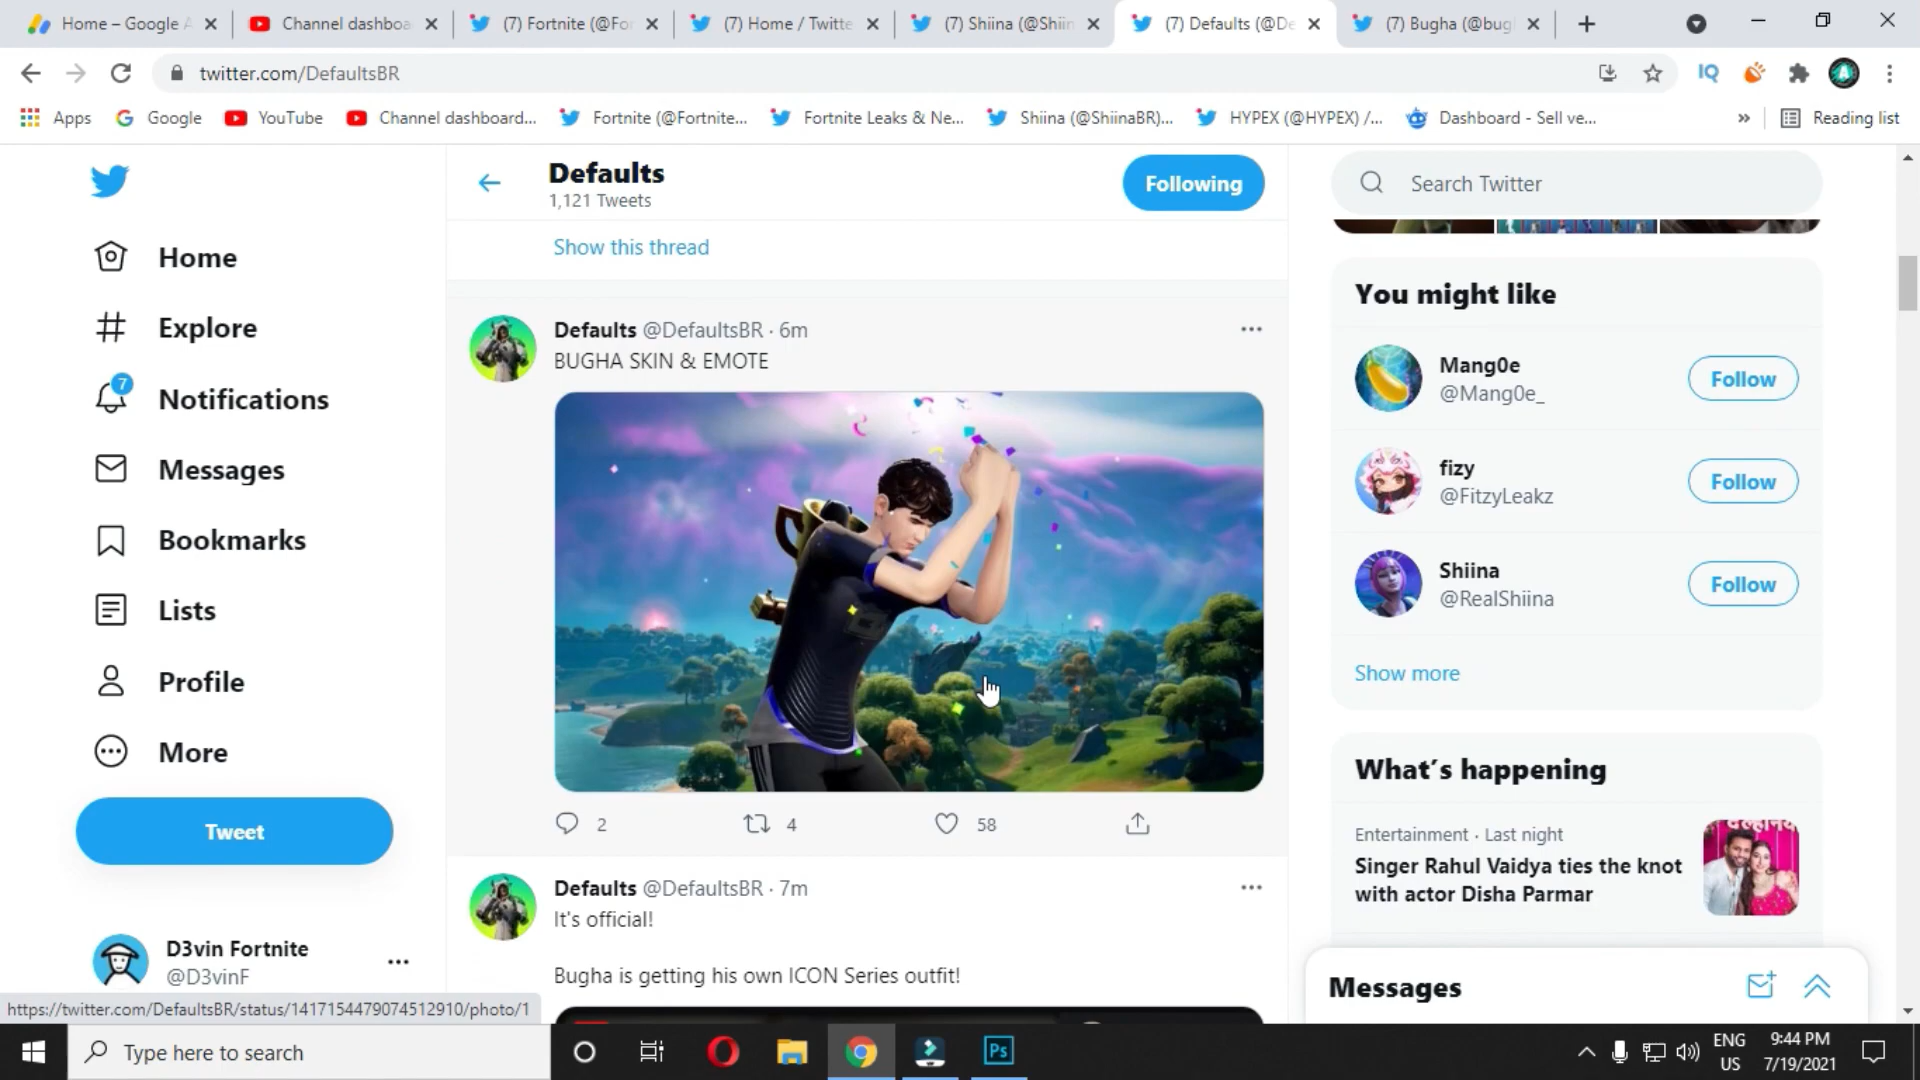 Home – Google A
Channel dashboa
(7) Fortnite (@Fo
(7) Home / Twitte
(7) Shiina (@Shiin
(7) Defaults (@De
(7) Bugha (@bug
twitter.com/DefaultsBR
IQ
A
Apps
Google
YouTube
Channel dashboard...
Fortnite (@Fortnite...
Fortnite Leaks & Ne...
Shiina (@ShiinaBR)...
HYPEX (@HYPEX) /...
Dashboard - Sell ve...
»
Reading list
Home
Explore
7
Notifications
Messages
Bookmarks
Lists
Profile
More
Tweet
D3vin Fortnite
@D3vinF
https://twitter.com/DefaultsBR/status/1417154479074512910/photo/1
Defaults
1,121 Tweets
Following
Show this thread
Defaults @DefaultsBR · 6m
BUGHA SKIN & EMOTE
2
4
58
Defaults @DefaultsBR · 7m
It's official!
Bugha is getting his own ICON Series outfit!
Search Twitter
You might like
Mang0e
@Mang0e_
Follow
fizy
@FitzyLeakz
Follow
Shiina
@RealShiina
Follow
Show more
What's happening
Entertainment · Last night
Singer Rahul Vaidya ties the knot
with actor Disha Parmar
Messages
Type here to search
Ps
ENG
US
9:44 PM
7/19/2021